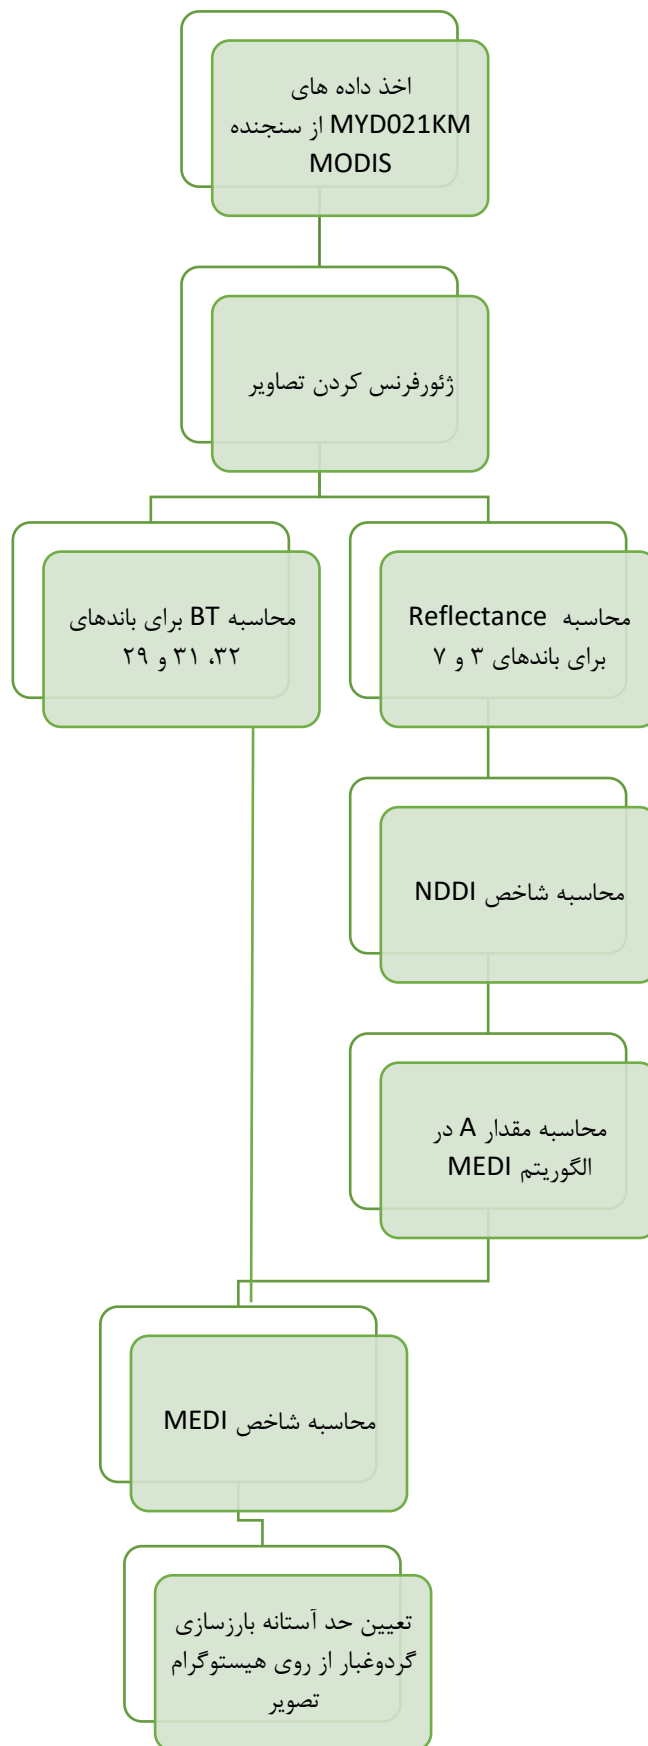 اخذ داده های
MYD021KM از سنجنده
MODIS
ژئورفرنس کردن تصاویر
محاسبه Reflectance
برای باندهای ۳ و ۷
محاسبه BT برای باندهای
۳۲، ۳۱ و ۲۹
محاسبه شاخص NDDI
محاسبه مقدار A در
الگوریتم MEDI
محاسبه شاخص MEDI
تعیین حد آستانه بارزسازی
گردوغبار از روی هیستوگرام
تصویر